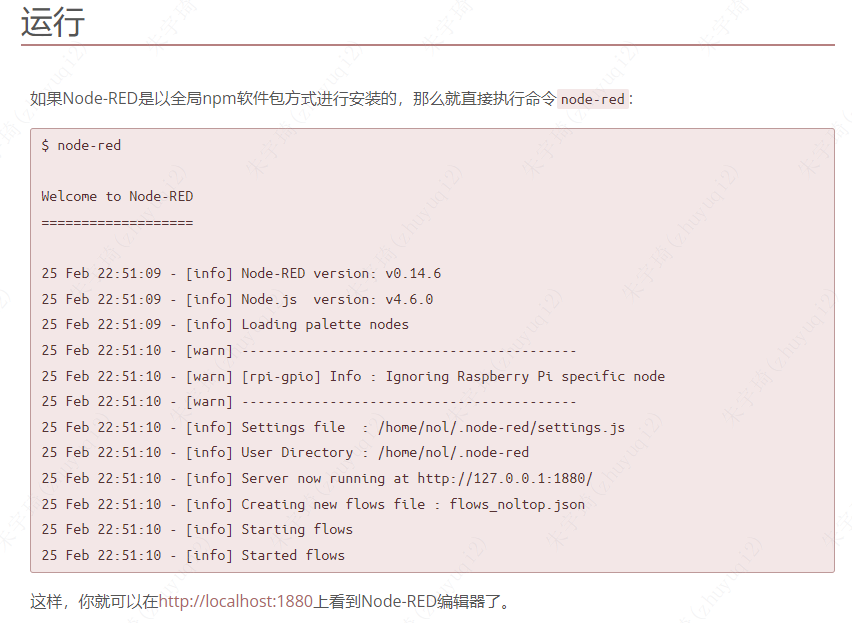 运行
如果Node-RED是以全局npm软件包方式进行安装的，那么就直接执行命令node-red：
$ node-red
Welcome to Node-RED
===================
25 Feb 22:51:09 - [info] Node-RED version: v0.14.6
25 Feb 22:51:09 - [info] Node.js  version: v4.6.0
25 Feb 22:51:09 - [info] Loading palette nodes
25 Feb 22:51:10 - [warn] ------------------------------------------
25 Feb 22:51:10 - [warn] [rpi-gpio] Info : Ignoring Raspberry Pi specific node
25 Feb 22:51:10 - [warn] ------------------------------------------
25 Feb 22:51:10 - [info] Settings file  : /home/nol/.node-red/settings.js
25 Feb 22:51:10 - [info] User Directory : /home/nol/.node-red
25 Feb 22:51:10 - [info] Server now running at http://127.0.0.1:1880/
25 Feb 22:51:10 - [info] Creating new flows file : flows_noltop.json
25 Feb 22:51:10 - [info] Starting flows
25 Feb 22:51:10 - [info] Started flows
这样，你就可以在http://localhost:1880上看到Node-RED编辑器了。
朱宇琦(zhuyuqi2)